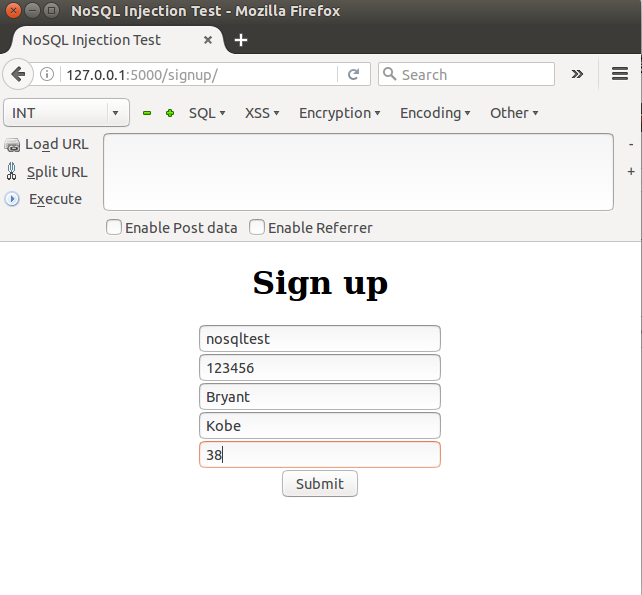 NoSQL Injection Test - Mozilla Firefox
NoSQL Injection Test
127.0.0.1:5000/signup/ Search
INT SQL XSS Encryption Encoding Other
Load URL
Split URL
Execute
Enable Post data Enable Referrer
Sign up
nosqltest
123456
Bryant
Kobe
38
Submit